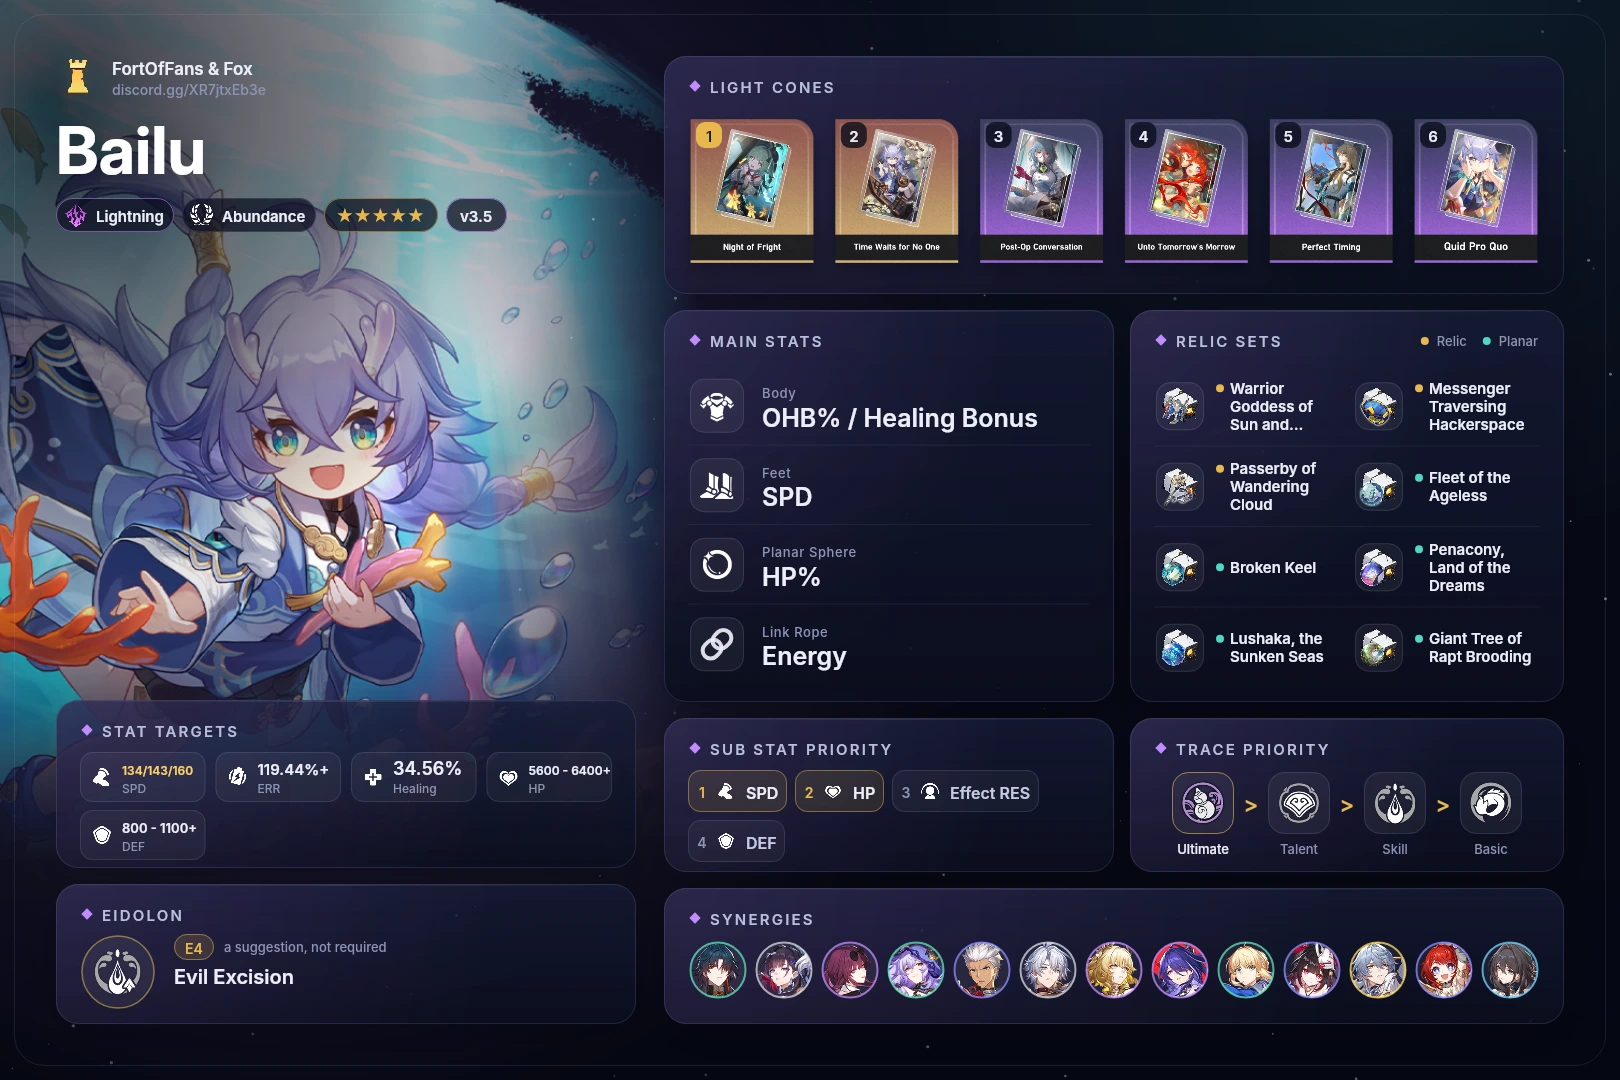 FortOfFans & Fox
discord.gg/XR7jtxEb3e
Bailu
Lightning
Abundance
★★★★★
v3.5
STAT TARGETS
134/143/160
SPD
119.44%+
ERR
34.56%
Healing
5600 - 6400+
HP
800 - 1100+
DEF
EIDOLON
E4
a suggestion, not required
Evil Excision
LIGHT CONES
1
Night of Fright
2
Time Waits for No One
3
Post-Op Conversation
4
Unto Tomorrow's Morrow
5
Perfect Timing
6
Quid Pro Quo
MAIN STATS
Body
OHB% / Healing Bonus
Feet
SPD
Planar Sphere
HP%
Link Rope
Energy
RELIC SETS
Relic
Planar
Warrior
Goddess of
Sun and...
Messenger
Traversing
Hackerspace
Passerby of
Wandering
Cloud
Fleet of the
Ageless
Broken Keel
Penacony,
Land of the
Dreams
Lushaka, the
Sunken Seas
Giant Tree of
Rapt Brooding
SUB STAT PRIORITY
1 SPD
2 HP
3 Effect RES
4 DEF
TRACE PRIORITY
> > >
Ultimate
Talent
Skill
Basic
SYNERGIES